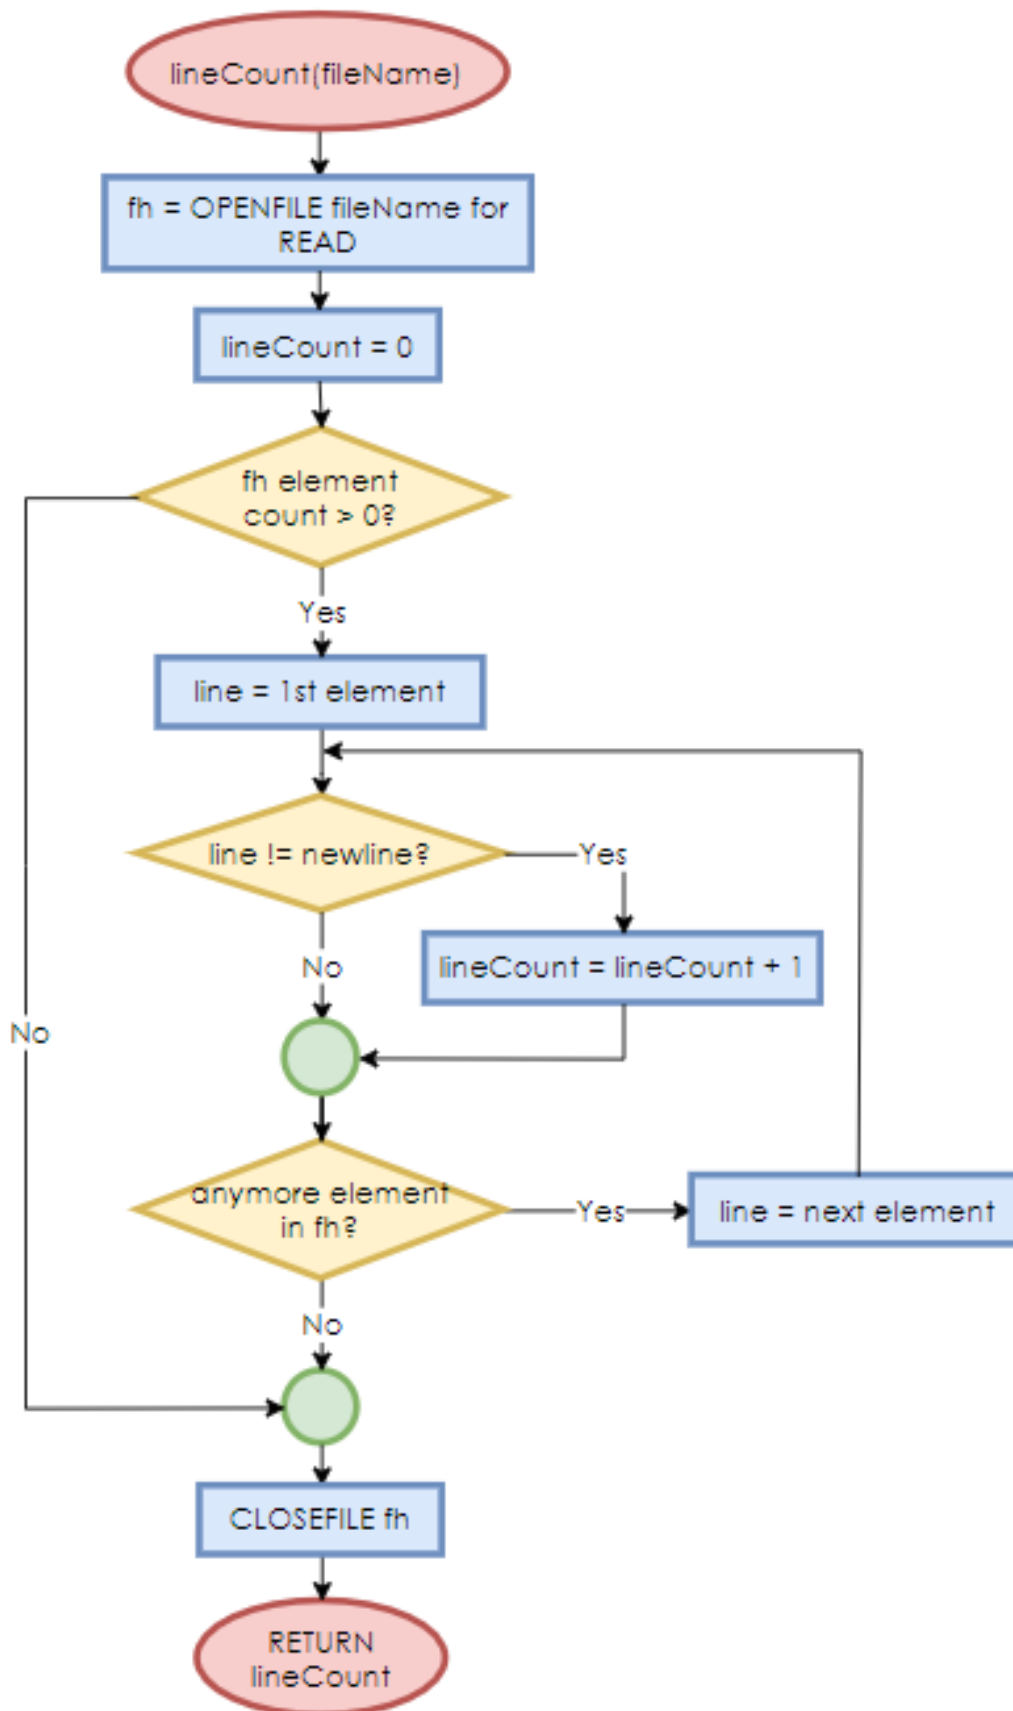 lineCount(fileName)
fh = OPENFILE fileName for
READ
lineCount = 0
fh element
count > 0?
Yes
line = 1st element
line != newline?
Yes
No
lineCount = lineCount + 1
No
anymore element
in fh?
Yes
line = next element
No
CLOSEFILE fh
RETURN
lineCount